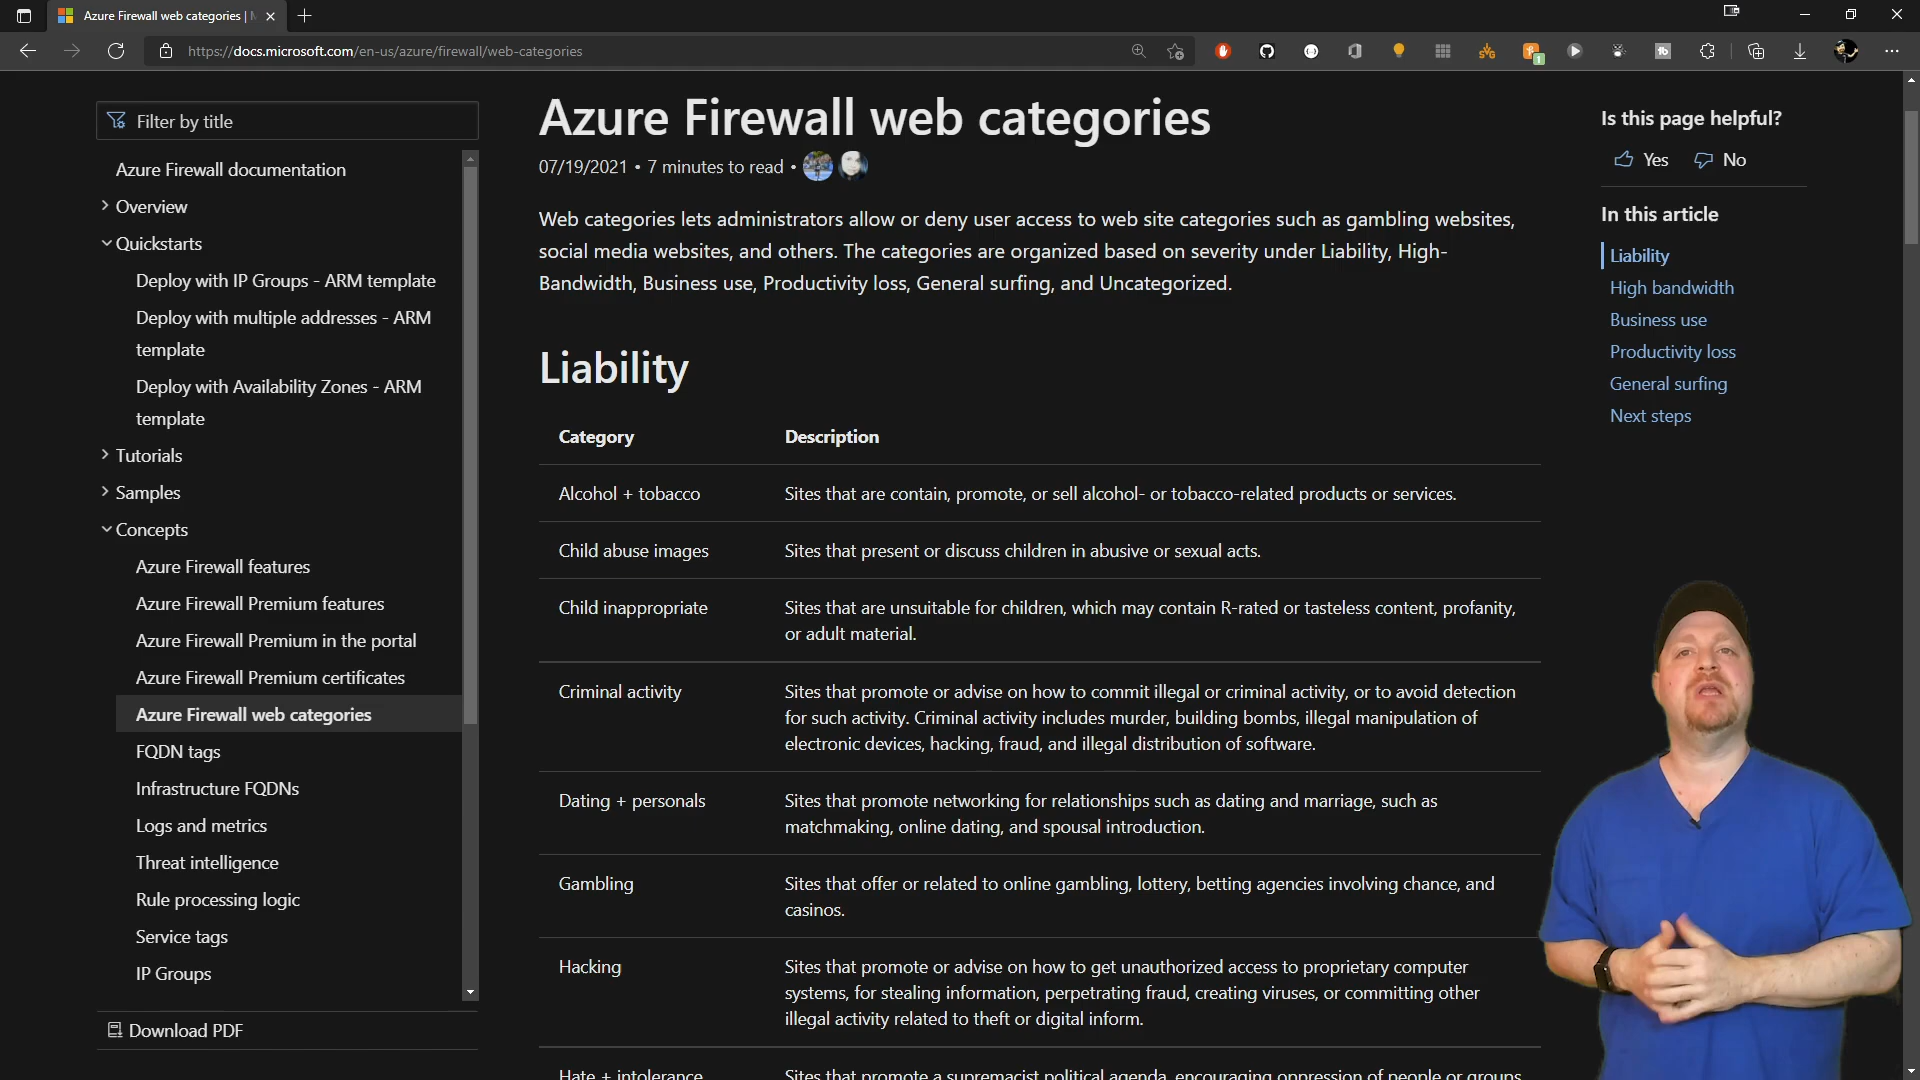 Azure Firewall web categories |
https://docs.microsoft.com/en-us/azure/firewall/web-categories
1
Filter by title
Azure Firewall documentation
Overview
Quickstarts
Deploy with IP Groups - ARM template
Deploy with multiple addresses - ARM
template
Deploy with Availability Zones - ARM
template
Tutorials
Samples
Concepts
Azure Firewall features
Azure Firewall Premium features
Azure Firewall Premium in the portal
Azure Firewall Premium certificates
Azure Firewall web categories
FQDN tags
Infrastructure FQDNs
Logs and metrics
Threat intelligence
Rule processing logic
Service tags
IP Groups
Download PDF
Azure Firewall web categories
07/19/2021 • 7 minutes to read •
Web categories lets administrators allow or deny user access to web site categories such as gambling websites,
social media websites, and others. The categories are organized based on severity under Liability, High-
Bandwidth, Business use, Productivity loss, General surfing, and Uncategorized.
Liability
Category Description
Alcohol + tobacco Sites that are contain, promote, or sell alcohol- or tobacco-related products or services.
Child abuse images Sites that present or discuss children in abusive or sexual acts.
Child inappropriate Sites that are unsuitable for children, which may contain R-rated or tasteless content, profanity,
or adult material.
Criminal activity Sites that promote or advise on how to commit illegal or criminal activity, or to avoid detection
for such activity. Criminal activity includes murder, building bombs, illegal manipulation of
electronic devices, hacking, fraud, and illegal distribution of software.
Dating + personals Sites that promote networking for relationships such as dating and marriage, such as
matchmaking, online dating, and spousal introduction.
Gambling Sites that offer or related to online gambling, lottery, betting agencies involving chance, and
casinos.
Hacking Sites that promote or advise on how to get unauthorized access to proprietary computer
systems, for stealing information, perpetrating fraud, creating viruses, or committing other
illegal activity related to theft or digital inform.
Hate + intolerance Sites that promote a supremacist political agenda, encouraging oppression of people or groups
Is this page helpful?
Yes No
In this article
Liability
High bandwidth
Business use
Productivity loss
General surfing
Next steps